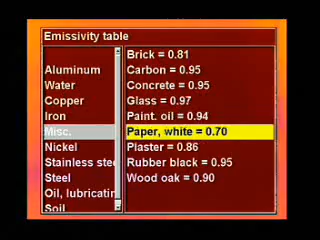 Emissivity table
Aluminum
Water
Copper
Iron
Misc.
Nickel
Stainless stee
Steel
Oil, lubricatin
Soil
Brick = 0.81
Carbon = 0.95
Concrete = 0.95
Glass = 0.97
Paint. oil = 0.94
Paper, white = 0.70
Plaster = 0.86
Rubber black = 0.95
Wood oak = 0.90